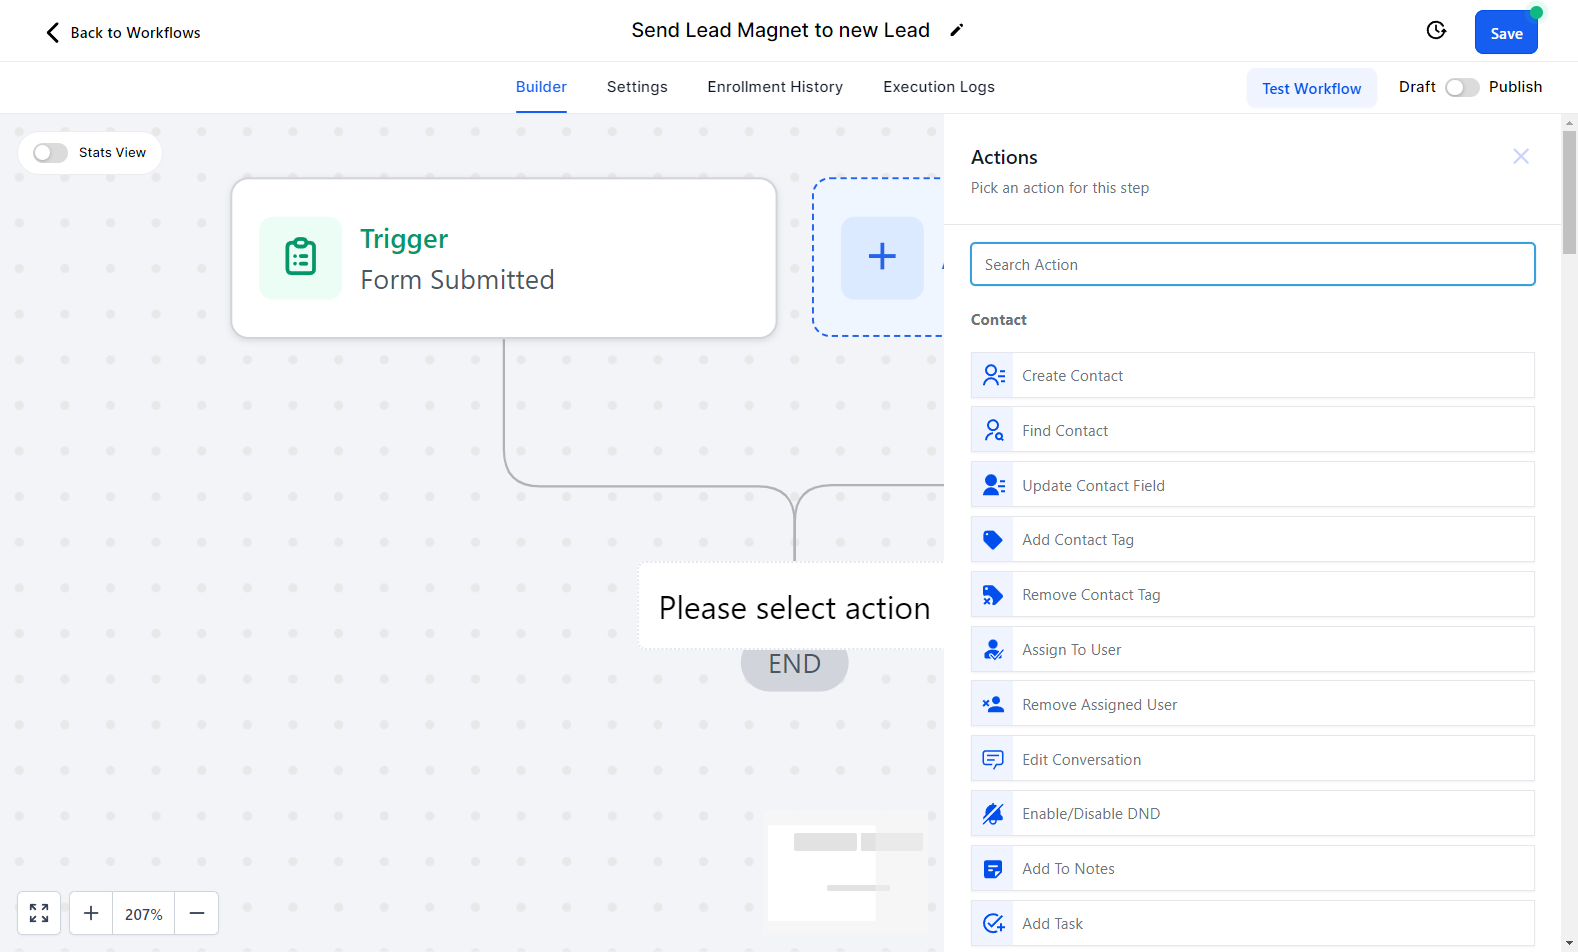 Back to Workflows
Send Lead Magnet to new Lead
Save
Builder
Settings
Enrollment History
Execution Logs
Test Workflow
Draft
Publish
Stats View
Trigger
Form Submitted
Please select action
END
207%
Actions
Pick an action for this step
Search Action
Contact
Create Contact
Find Contact
Update Contact Field
Add Contact Tag
Remove Contact Tag
Assign To User
Remove Assigned User
Edit Conversation
Enable/Disable DND
Add To Notes
Add Task